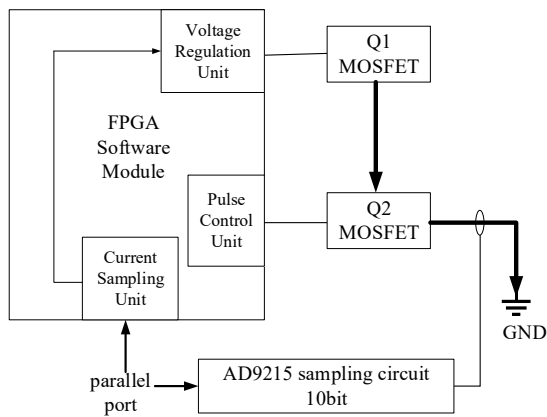 Voltage
Regulation
Unit
Q1
MOSFET
FPGA
Software
Module
Pulse
Control
Unit
Q2
MOSFET
Current
Sampling
Unit
GND
parallel
port
AD9215 sampling circuit
10bit